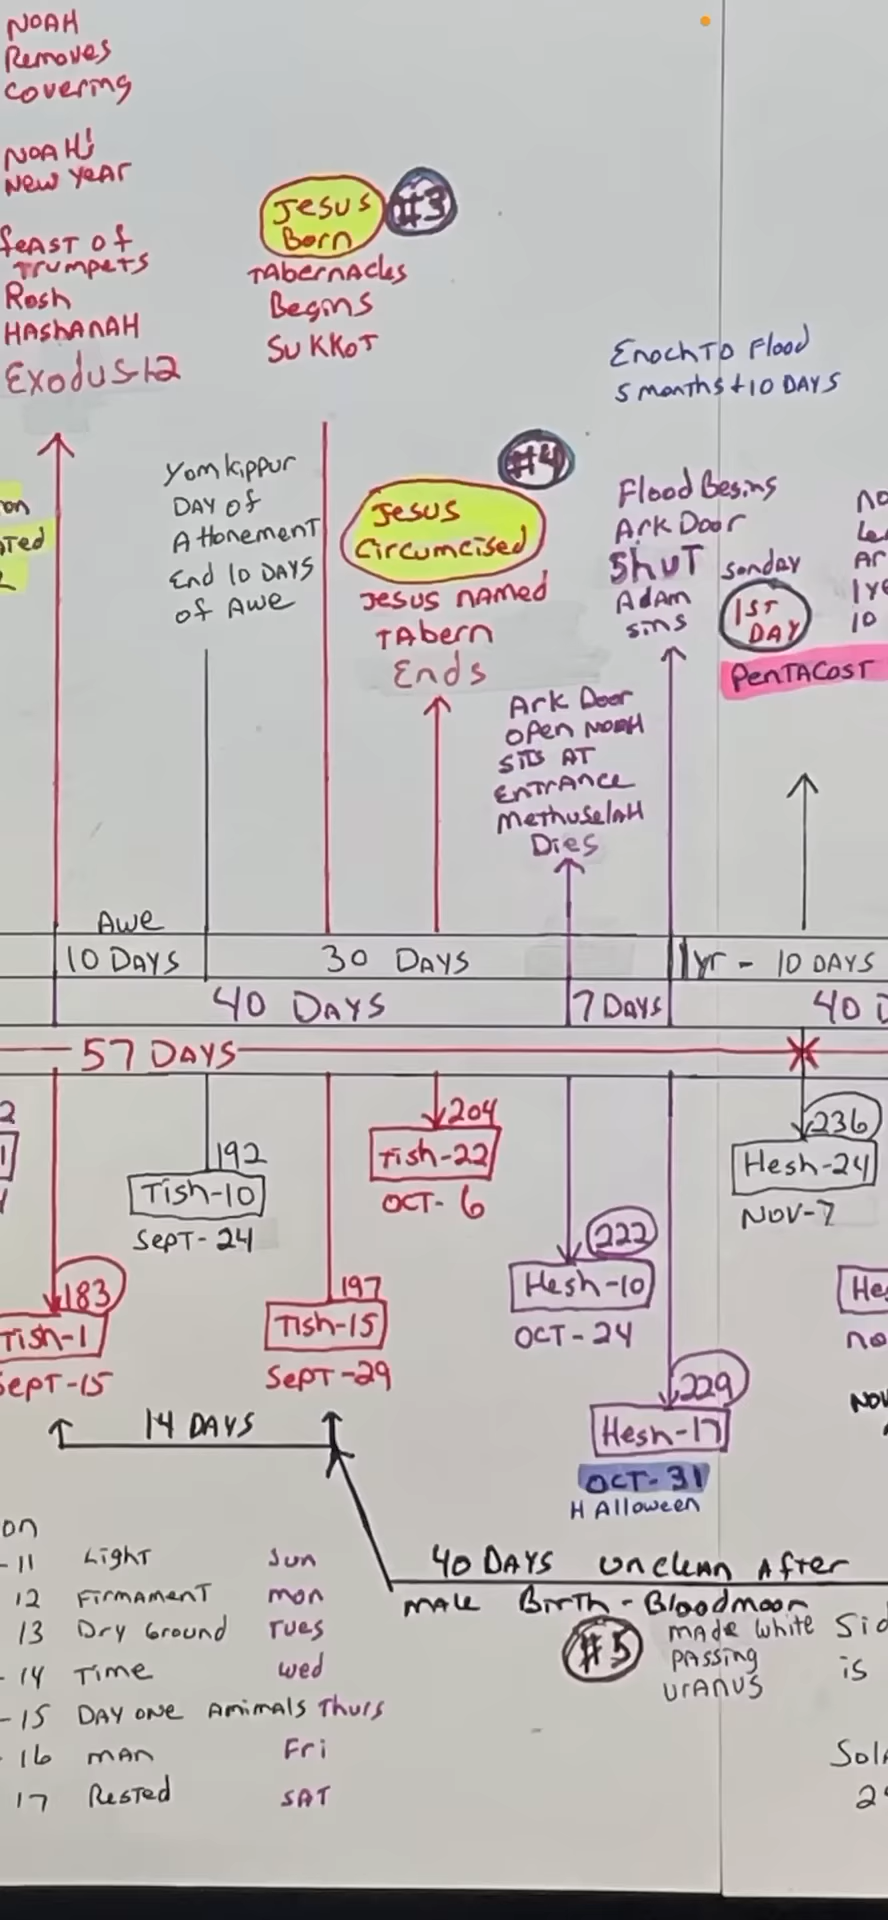 NOAH
Removes
Covering
NOAH's
New Year
feast of
Trumpets
Rosh
HAShANAH
Exodus-12
Jesus
Born
#3
TAbernAcles
Begins
SUKKOT
Enoch To Flood
5 months + 10 DAYS
Yom kippur
DAY of
Attonement
End 10 DAYS
of Awe
#4
Jesus
Circumcised
Jesus named
TAbern
Ends
Flood Begins
Ark Door
Shut
Adam
sins
sunday
1ST
DAY
PenTACOST
Ark Door
open NOAH
sits AT
EnTrAnce
MeThuselAH
Dies
Awe
10 DAYS
30 DAYS
1yr - 10 DAYS
40 DAYS
7 DAYS
40
57 DAYS
183
Tish-1
Sept-15
192
Tish-10
Sept-24
197
Tish-15
Sept-29
204
Tish-22
OCT-6
222
Hesh-10
OCT-24
229
Hesh-17
OCT-31
HAlloween
236
Hesh-24
NOV-7
14 DAYS
40 DAYS unclean After
MALE Birth - Bloodmoon
#5
MADE white
PASSing
UrANUS
on
-11 Light Sun
12 Firmament mon
13 Dry Ground Tues
-14 Time wed
-15 DAY one Animals Thurs
16 mAn Fri
17 Rested SAT
is